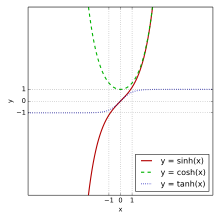 y
1
0
−1
−1 0 1
x
y = sinh(x)
y = cosh(x)
y = tanh(x)